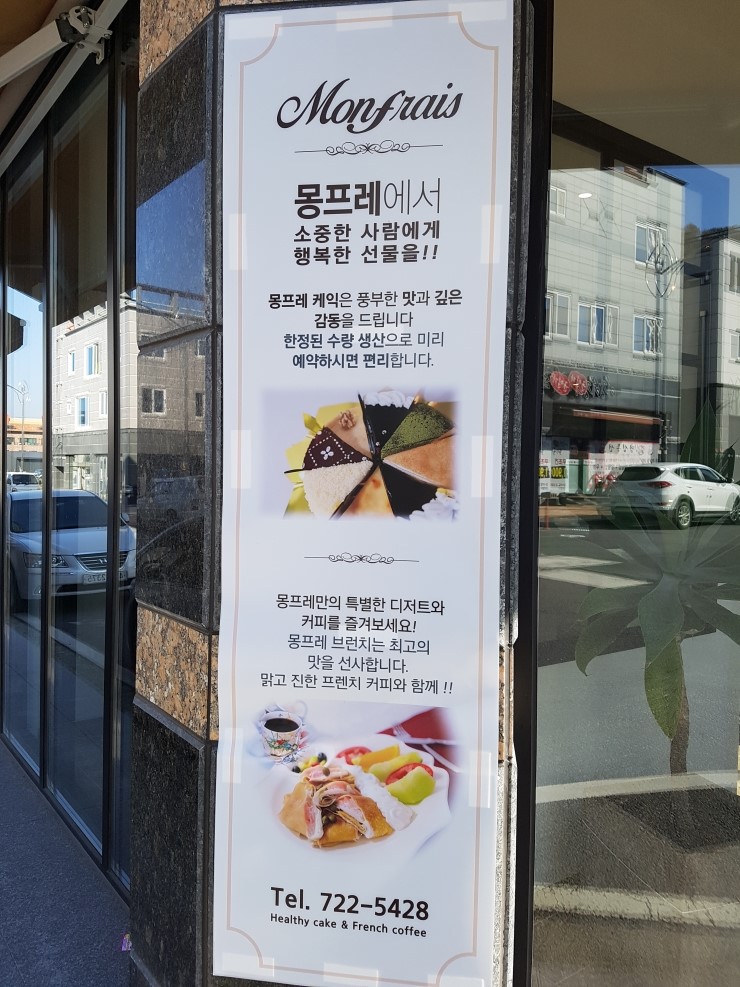 Monfrais
몽프레에서
소중한 사람에게
행복한 선물을!!
몽프레 케익은 풍부한 맛과 깊은
감동을 드립니다
한정된 수량 생산으로 미리
예약하시면 편리합니다.
몽프레만의 특별한 디저트와
커피를 즐겨보세요!
몽프레 브런치는 최고의
맛을 선사합니다.
맑고 진한 프렌치 커피와 함께 !!
Tel. 722-5428
Healthy cake & French coffee